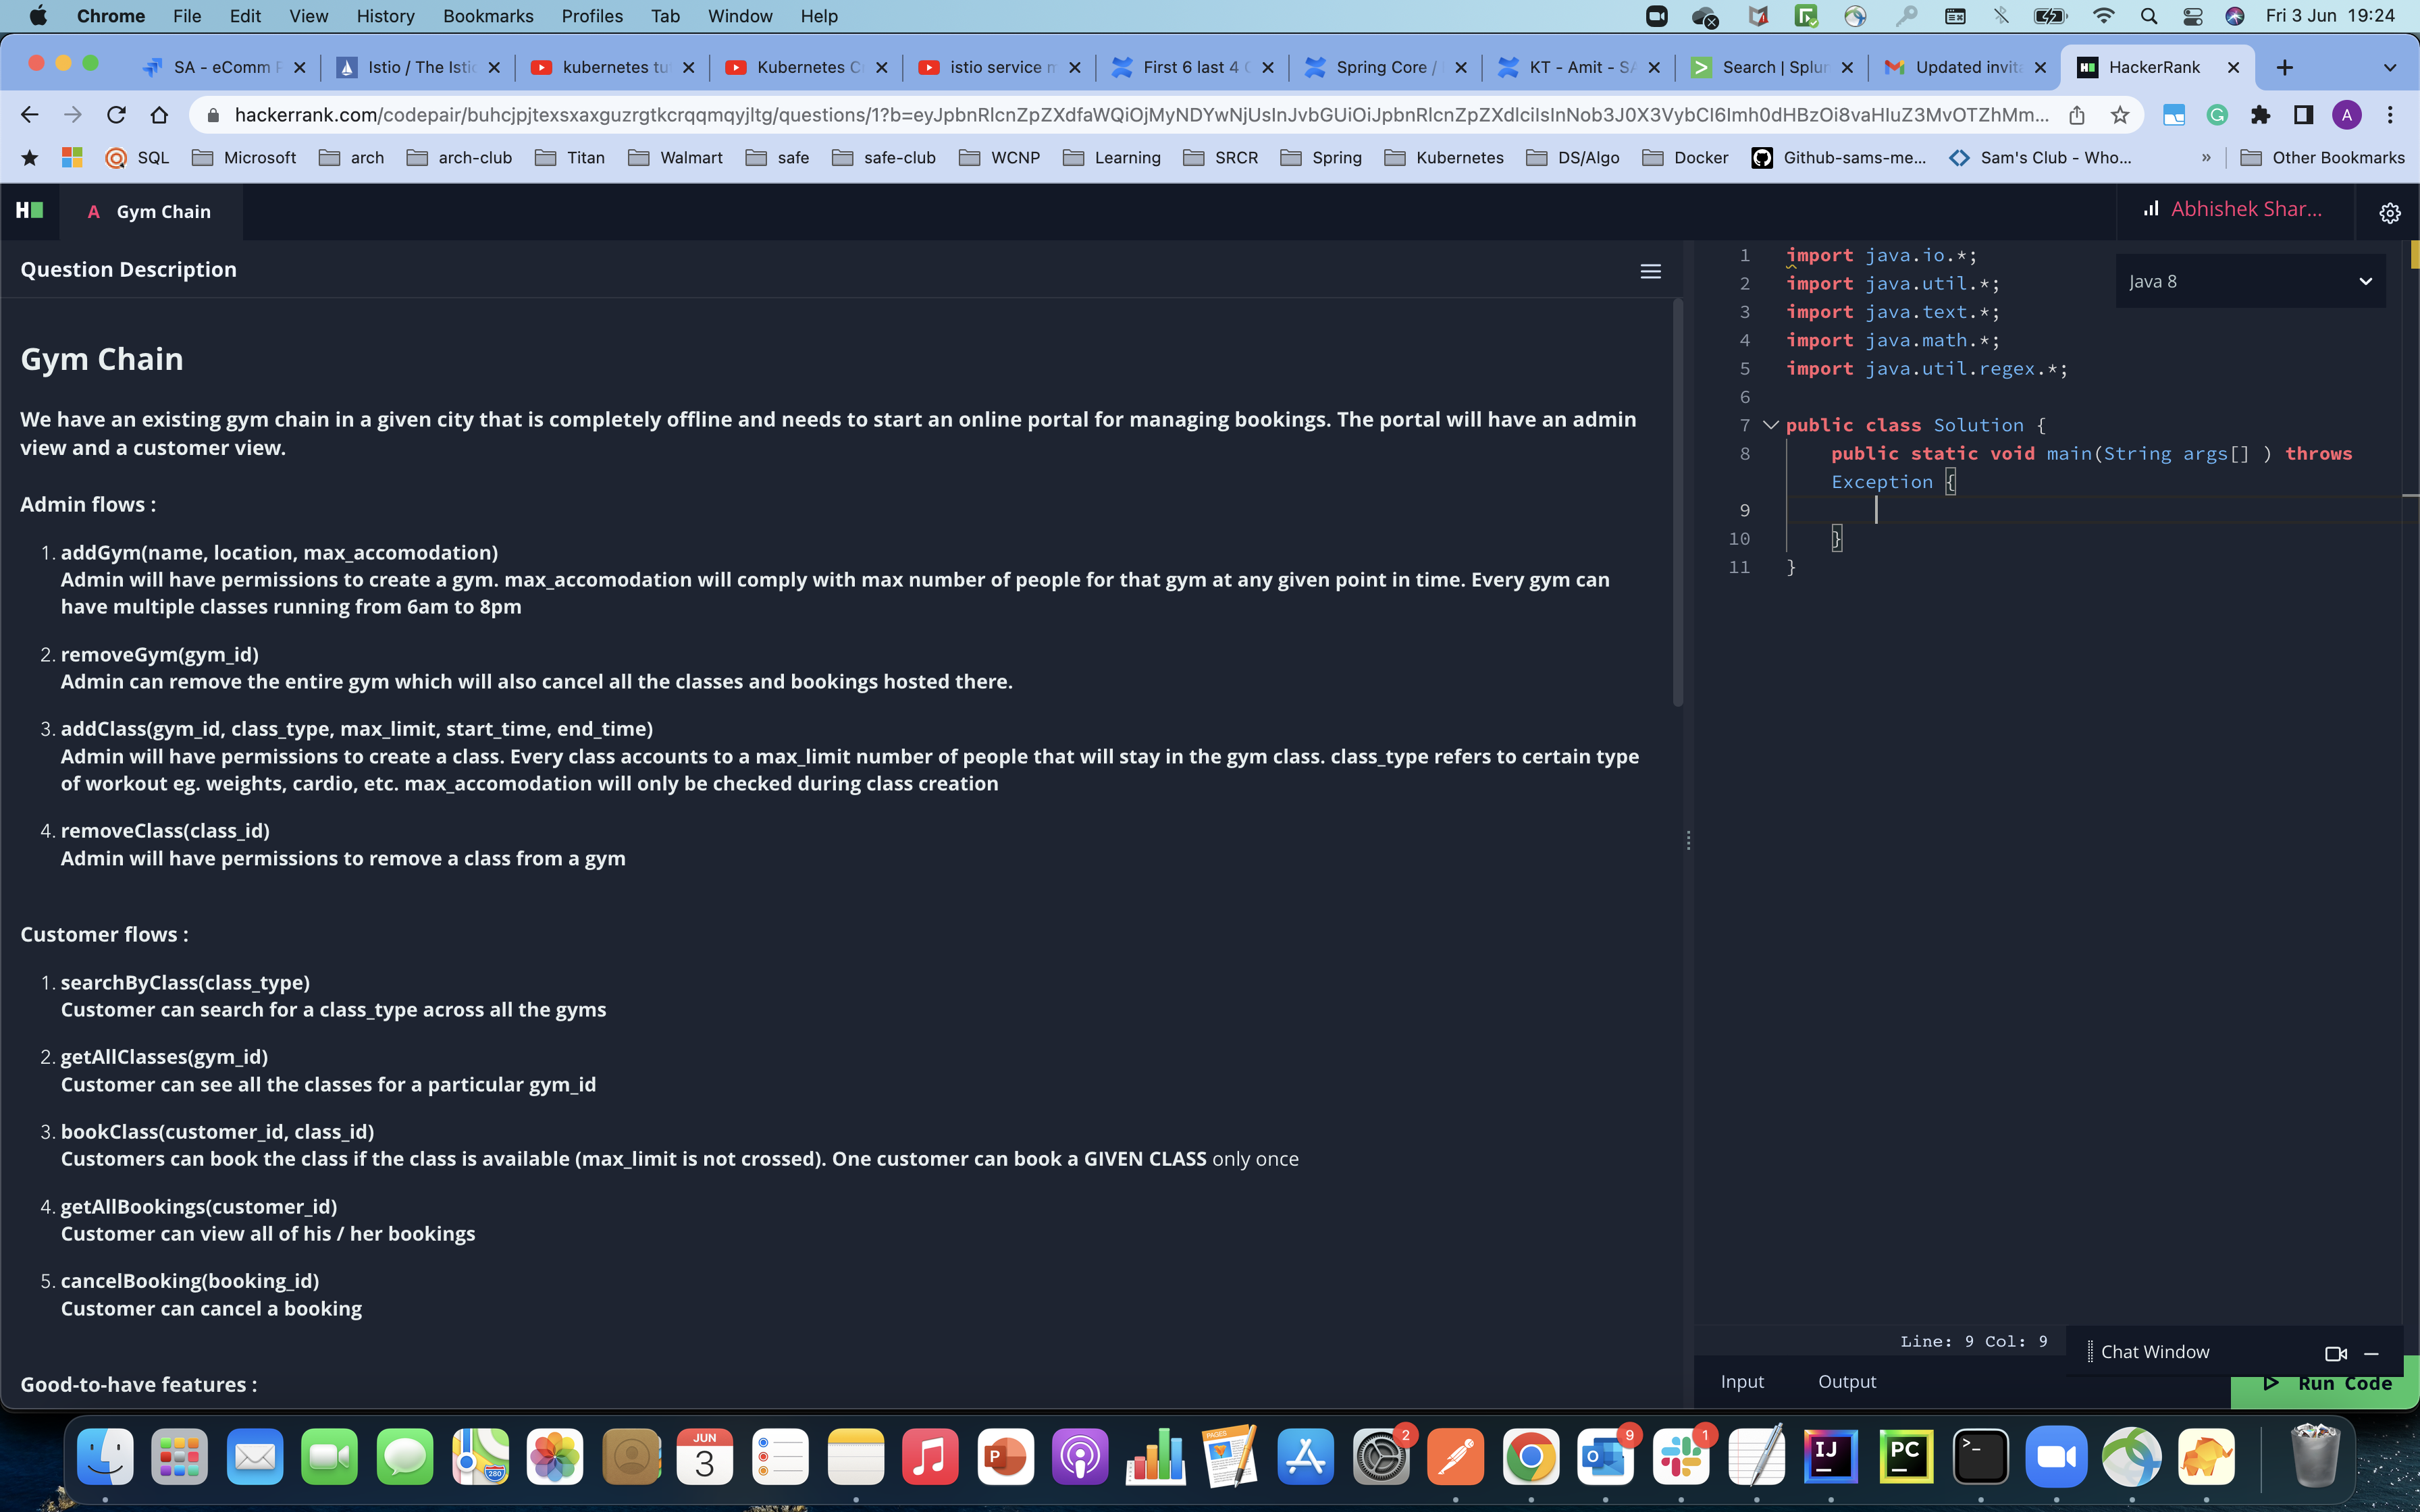 Chrome File Edit View History Bookmarks Profiles Tab Window Help Fri 3 Jun 19:24
SA - eComm Istio / The Isti kubernetes tu Kubernetes C istio service First 6 last 4 Spring Core / KT - Amit - SA Search | Splu Updated invit HackerRank
hackerrank.com/codepair/buhcjpjtexsxaxguzrgtkcrqqmqyjltg/questions/1?b=eyJpbnRlcnZpZXdfaWQiOjMyNDYwNjUsInJvbGUiOiJpbnRlcnZpZXdlciIsInNob3J0X3VybCI6Imh0dHBzOi8vaHIuZ3MvOTZhMm...
A
SQL Microsoft arch arch-club Titan Walmart safe safe-club WCNP Learning SRCR Spring Kubernetes DS/Algo Docker Github-sams-me... Sam's Club - Who... » Other Bookmarks
H A Gym Chain Abhishek Shar...
Question Description
Gym Chain
We have an existing gym chain in a given city that is completely offline and needs to start an online portal for managing bookings. The portal will have an admin
view and a customer view.
Admin flows :
1. addGym(name, location, max_accomodation)
Admin will have permissions to create a gym. max_accomodation will comply with max number of people for that gym at any given point in time. Every gym can
have multiple classes running from 6am to 8pm
2. removeGym(gym_id)
Admin can remove the entire gym which will also cancel all the classes and bookings hosted there.
3. addClass(gym_id, class_type, max_limit, start_time, end_time)
Admin will have permissions to create a class. Every class accounts to a max_limit number of people that will stay in the gym class. class_type refers to certain type
of workout eg. weights, cardio, etc. max_accomodation will only be checked during class creation
4. removeClass(class_id)
Admin will have permissions to remove a class from a gym
Customer flows :
1. searchByClass(class_type)
Customer can search for a class_type across all the gyms
2. getAllClasses(gym_id)
Customer can see all the classes for a particular gym_id
3. bookClass(customer_id, class_id)
Customers can book the class if the class is available (max_limit is not crossed). One customer can book a GIVEN CLASS only once
4. getAllBookings(customer_id)
Customer can view all of his / her bookings
5. cancelBooking(booking_id)
Customer can cancel a booking
Good-to-have features :
Java 8
1 import java.io.*;
2 import java.util.*;
3 import java.text.*;
4 import java.math.*;
5 import java.util.regex.*;
6
7 public class Solution {
8 public static void main(String args[] ) throws
Exception {
9
10 }
11 }
Line: 9 Col: 9
Chat Window
Input Output Run Code
JUN
3
280
P
PAGES
2
9
1
IJ
PC